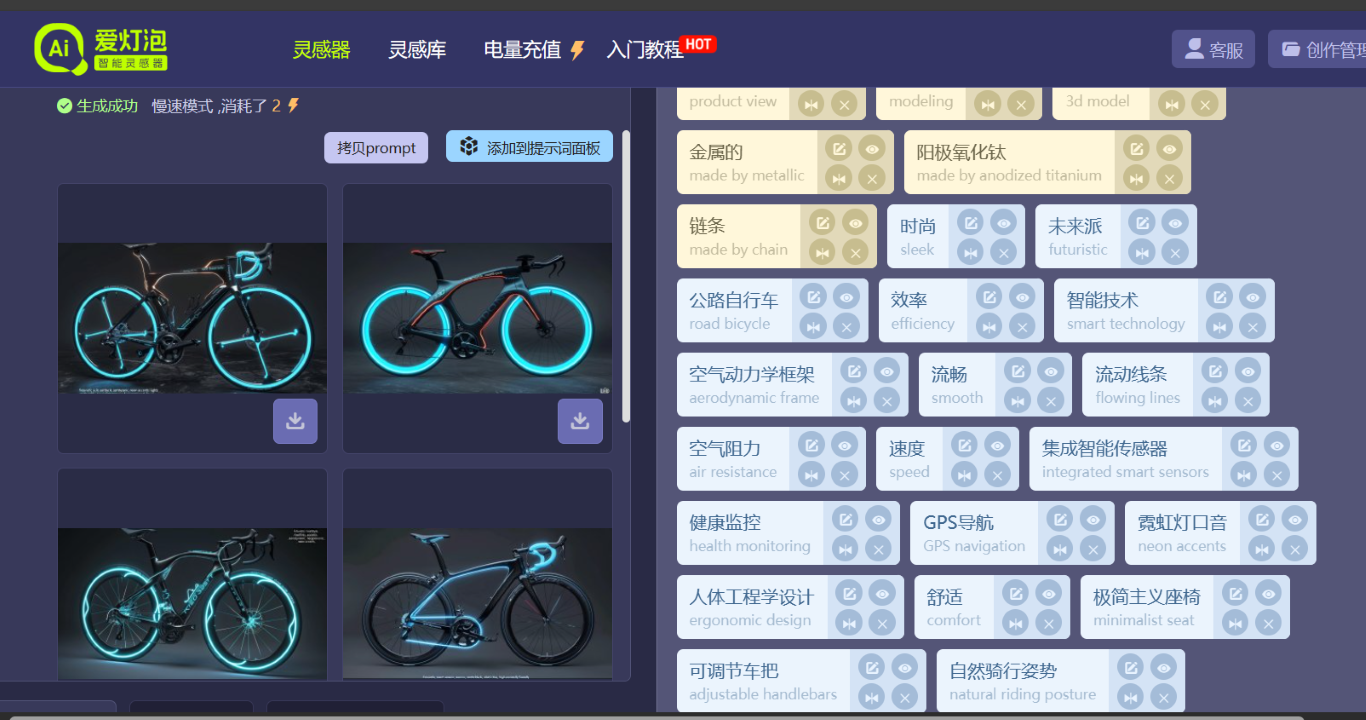 Ai 爱灯泡
智能灵感器
灵感器 灵感库 电量充值 入门教程 HOT
客服 创作管理
生成成功 慢速模式 ,消耗了 2
拷贝prompt 添加到提示词面板
product view modeling 3d model
金属的 阳极氧化钛
made by metallic made by anodized titanium
链条 时尚 未来派
made by chain sleek futuristic
公路自行车 效率 智能技术
road bicycle efficiency smart technology
空气动力学框架 流畅 流动线条
aerodynamic frame smooth flowing lines
空气阻力 速度 集成智能传感器
air resistance speed integrated smart sensors
健康监控 GPS导航 霓虹灯口音
health monitoring GPS navigation neon accents
人体工程学设计 舒适 极简主义座椅
ergonomic design comfort minimalist seat
可调节车把 自然骑行姿势
adjustable handlebars natural riding posture